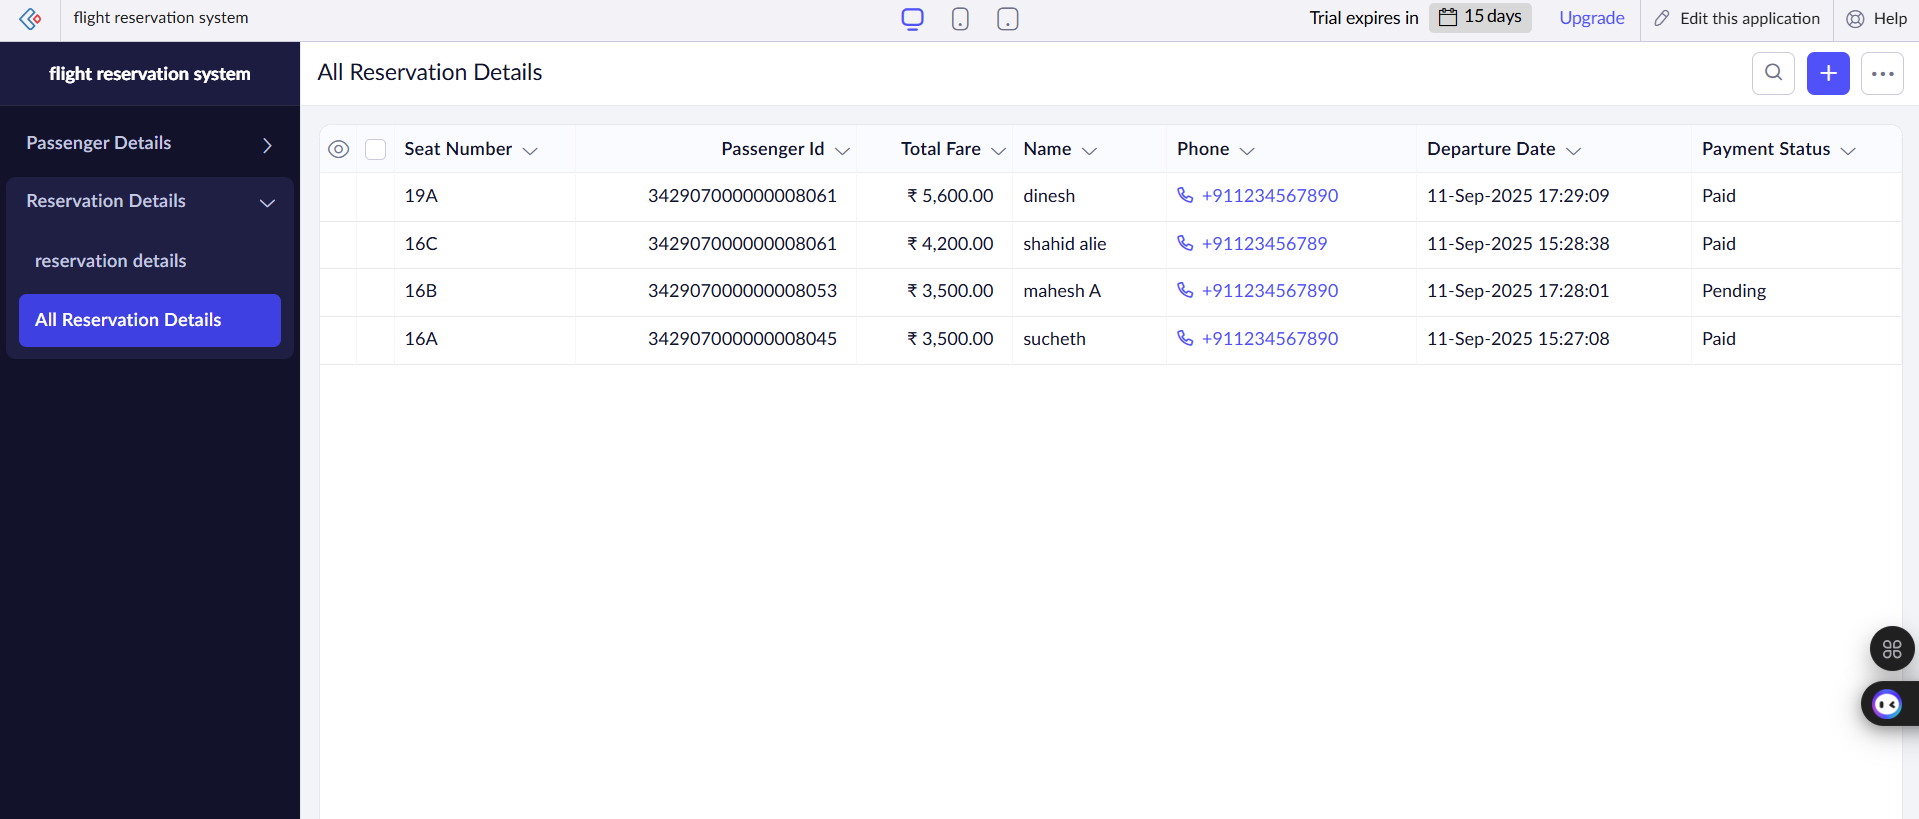 flight reservation system
Trial expires in 15 days Upgrade Edit this application Help
flight reservation system
All Reservation Details
Passenger Details
Reservation Details
reservation details
All Reservation Details
Seat Number Passenger Id Total Fare Name Phone Departure Date Payment Status
19A 342907000000008061 ₹ 5,600.00 dinesh +911234567890 11-Sep-2025 17:29:09 Paid
16C 342907000000008061 ₹ 4,200.00 shahid alie +91123456789 11-Sep-2025 15:28:38 Paid
16B 342907000000008053 ₹ 3,500.00 mahesh A +911234567890 11-Sep-2025 17:28:01 Pending
16A 342907000000008045 ₹ 3,500.00 sucheth +911234567890 11-Sep-2025 15:27:08 Paid